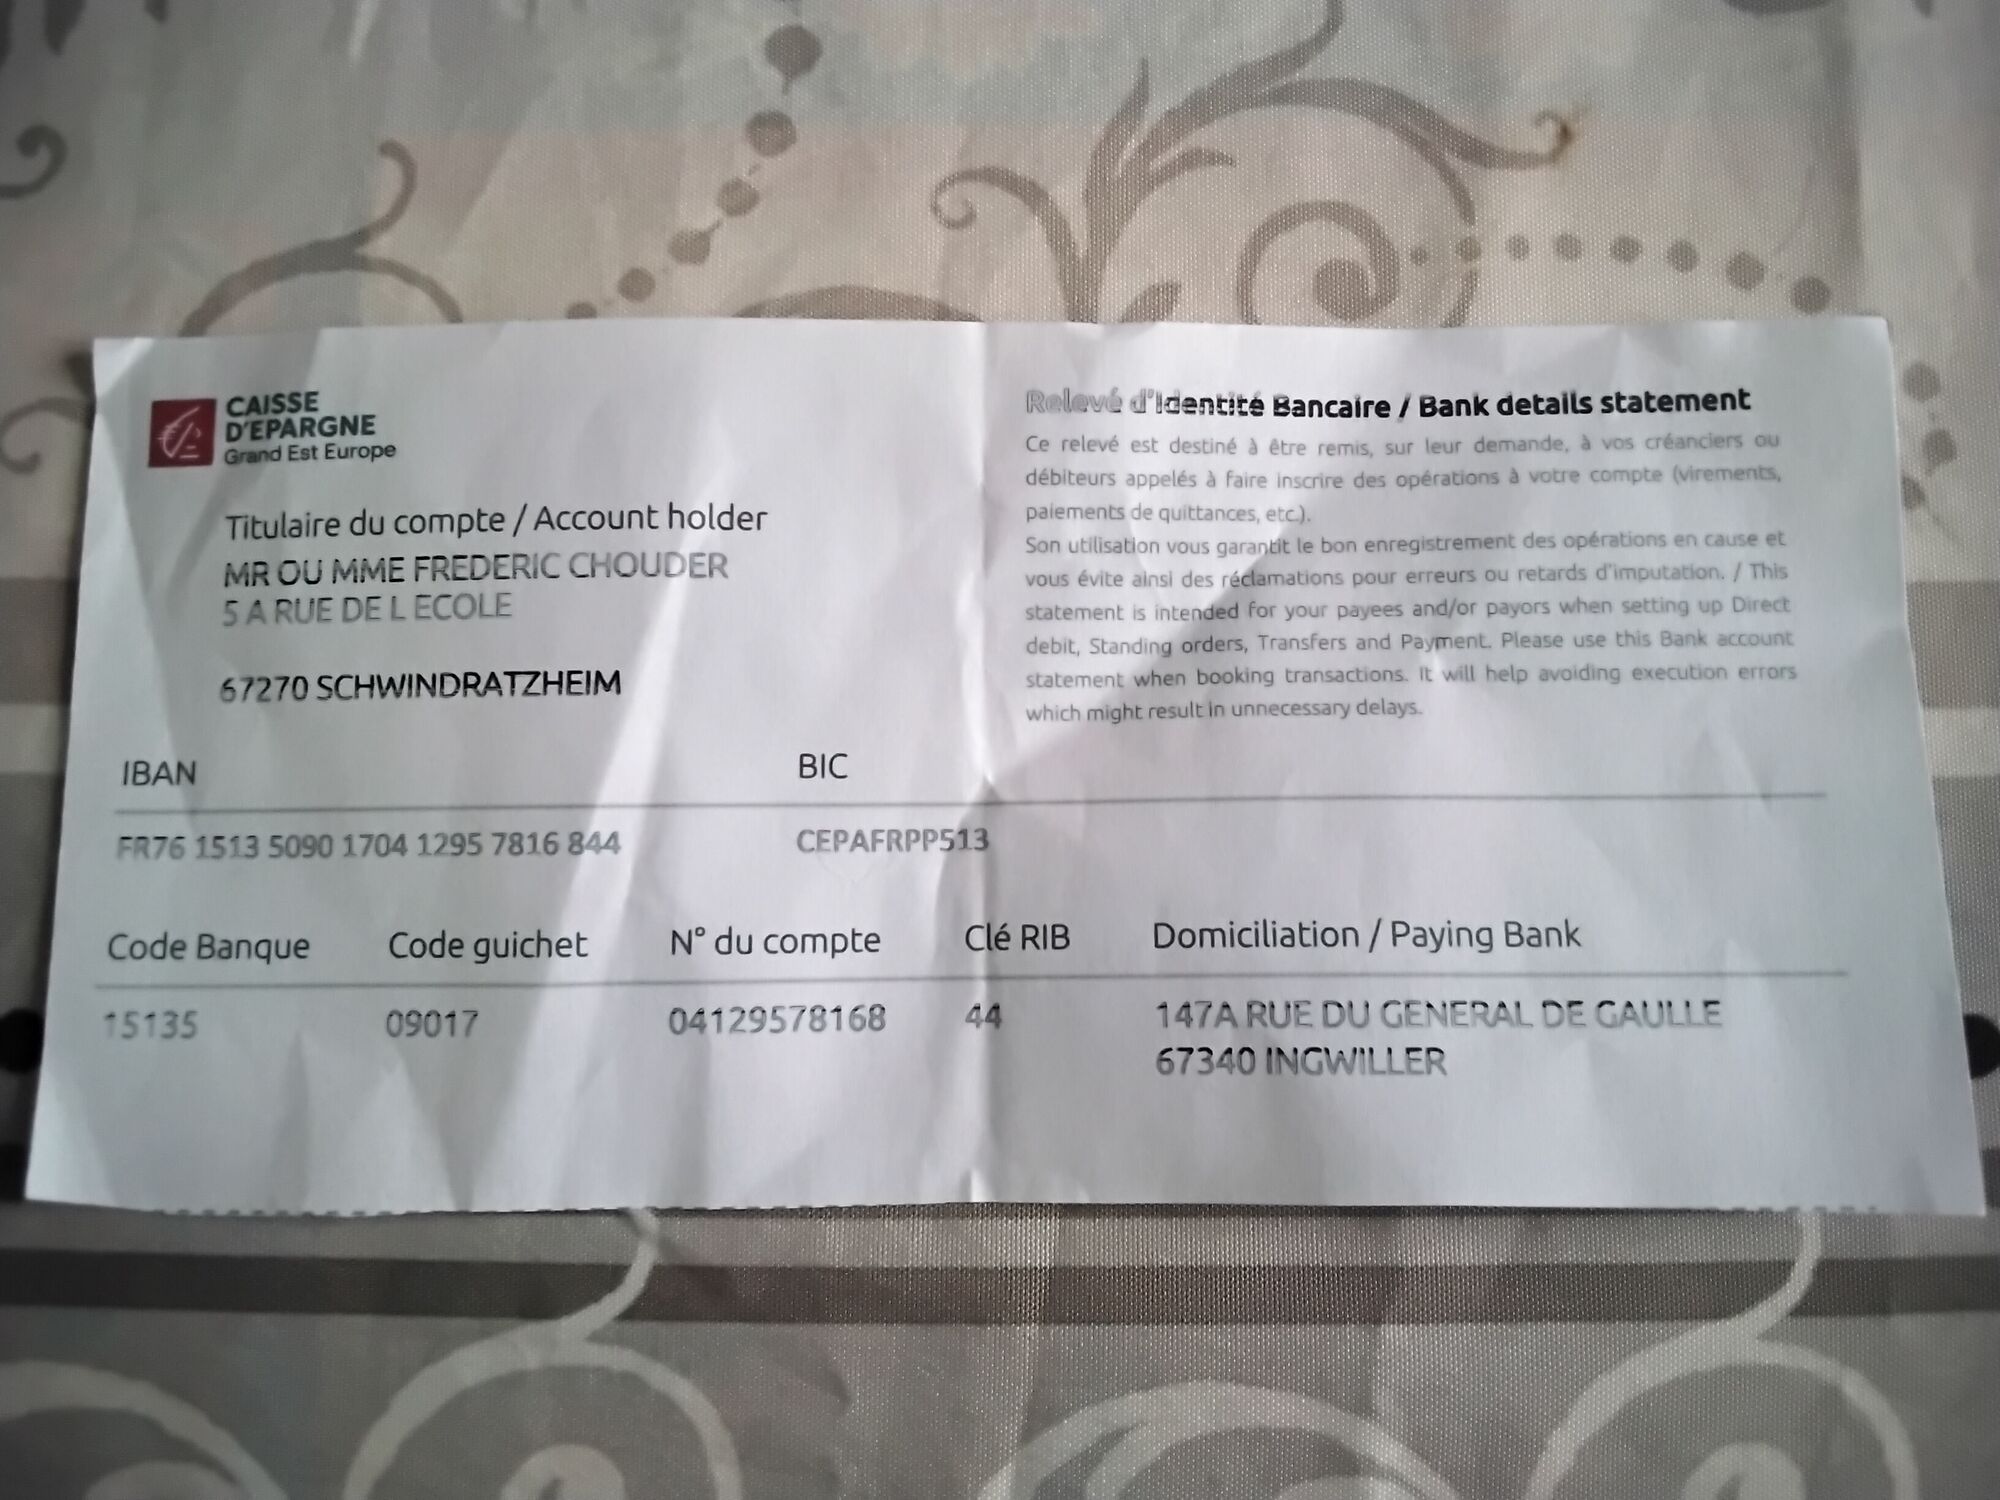 CAISSE
D'EPARGNE
Grand Est Europe
Titulaire du compte / Account holder
MR OU MME FREDERIC CHOUDER
5 A RUE DE L ECOLE
67270 SCHWINDRATZHEIM
Relevé d'Identité Bancaire / Bank details statement
Ce relevé est destiné à être remis, sur leur demande, à vos créanciers ou
débiteurs appelés à faire inscrire des opérations à votre compte (virements,
paiements de quittances, etc.).
Son utilisation vous garantit le bon enregistrement des opérations en cause et
vous évite ainsi des réclamations pour erreurs ou retards d'imputation. / This
statement is intended for your payees and/or payors when setting up Direct
debit, Standing orders, Transfers and Payment. Please use this Bank account
statement when booking transactions. It will help avoiding execution errors
which might result in unnecessary delays.
IBAN BIC
FR76 1513 5090 1704 1295 7816 844 CEPAFRPP513
Code Banque Code guichet N° du compte Clé RIB Domiciliation / Paying Bank
15135 09017 04129578168 44 147A RUE DU GENERAL DE GAULLE
67340 INGWILLER